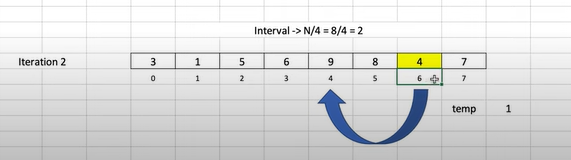 Interval -> N/4 = 8/4 = 2
Iteration 2 3 1 5 6 9 8 4 7
0 1 2 3 4 5 6 7
temp 1